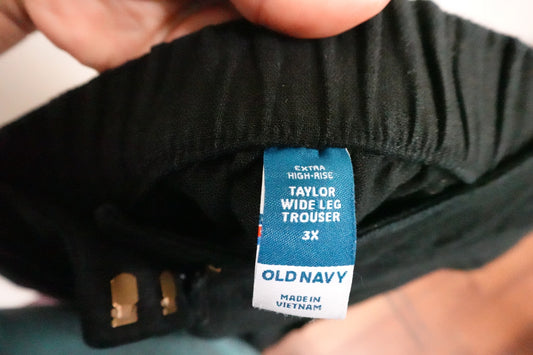 EXTRA
HIGH-RISE
TAYLOR
WIDE LEG
TROUSER
3X
OLD NAVY
MADE IN
VIETNAM